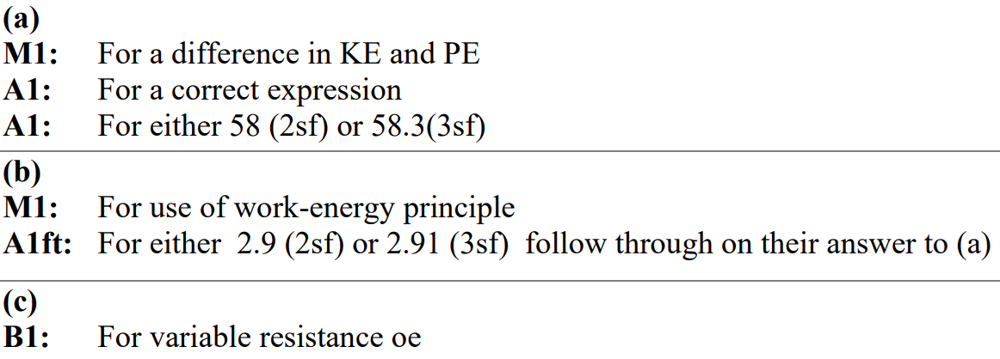 (a)
M1: For a difference in KE and PE
A1: For a correct expression
A1: For either 58 (2sf) or 58.3(3sf)
(b)
M1: For use of work-energy principle
A1ft: For either 2.9 (2sf) or 2.91 (3sf) follow through on their answer to (a)
(c)
B1: For variable resistance oe